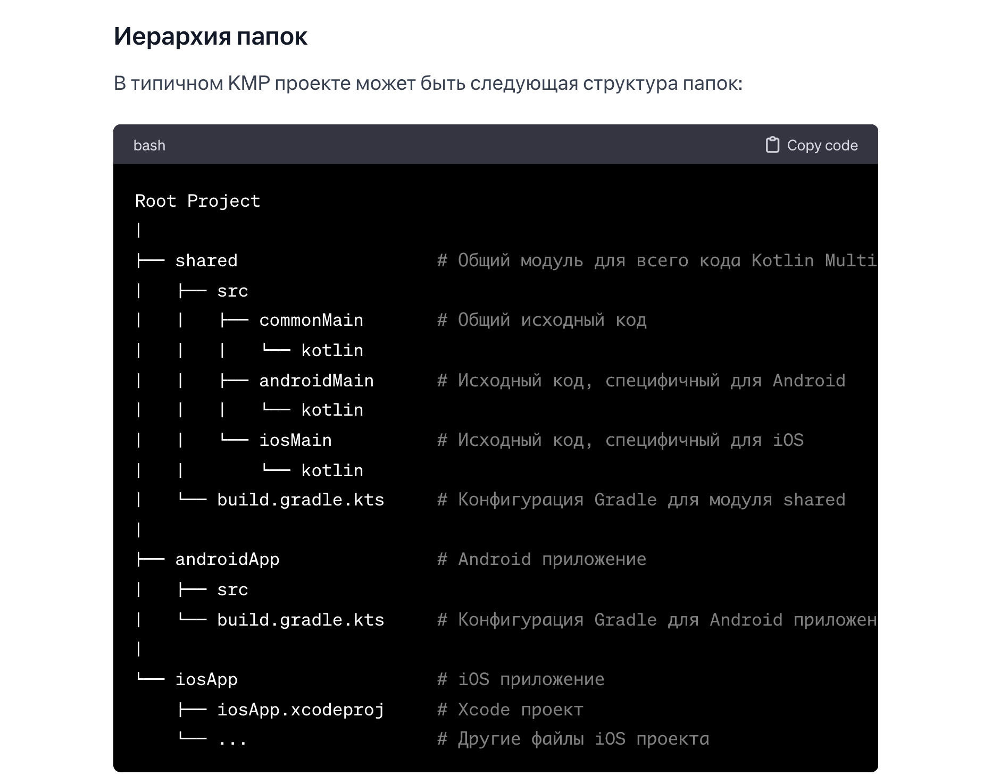 Иерархия папок
В типичном KMP проекте может быть следующая структура папок:
bash
Copy code
Root Project
|
├── shared                   # Общий модуль для всего кода Kotlin Multi
|   ├── src
|   |   ├── commonMain       # Общий исходный код
|   |   |   └── kotlin
|   |   ├── androidMain      # Исходный код, специфичный для Android
|   |   |   └── kotlin
|   |   └── iosMain          # Исходный код, специфичный для iOS
|   |       └── kotlin
|   └── build.gradle.kts     # Конфигурация Gradle для модуля shared
|
├── androidApp               # Android приложение
|   ├── src
|   └── build.gradle.kts     # Конфигурация Gradle для Android приложен
|
└── iosApp                   # iOS приложение
    ├── iosApp.xcodeproj     # Xcode проект
    └── ...                  # Другие файлы iOS проекта